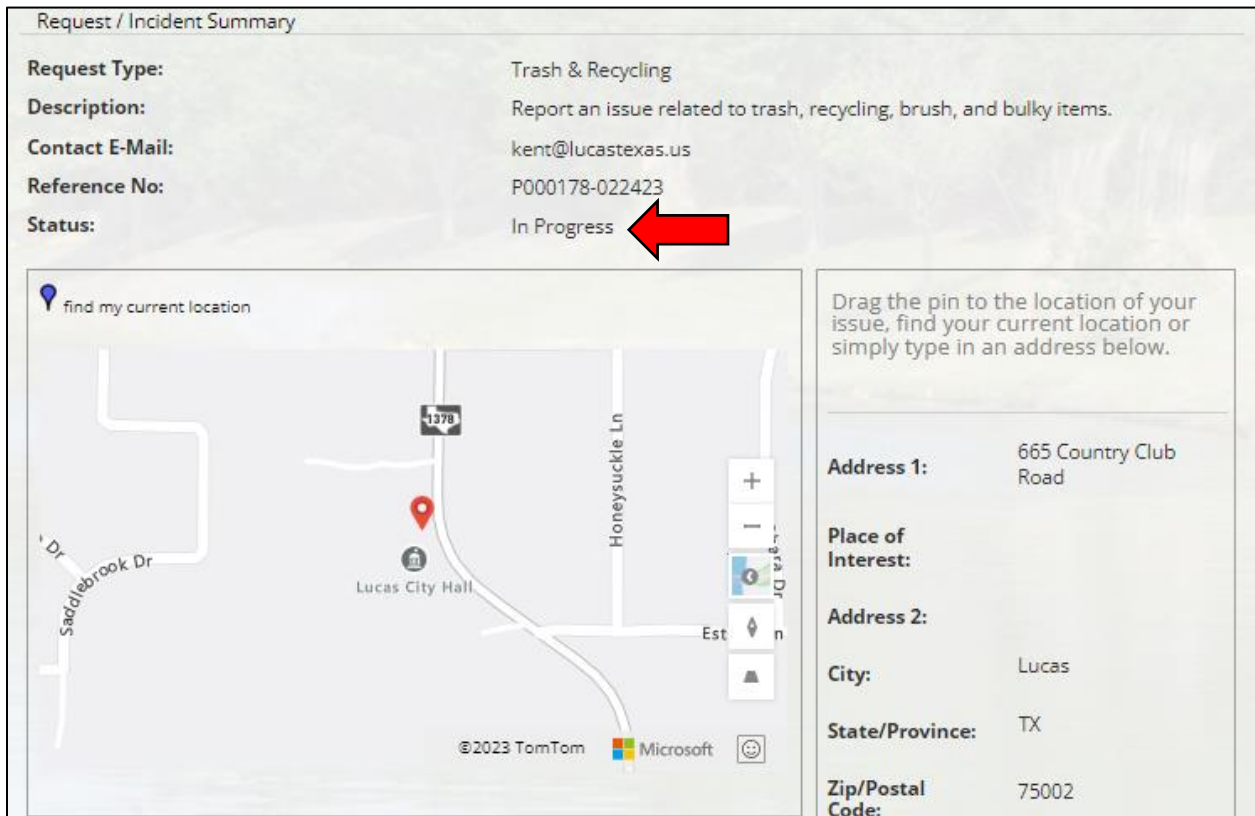 Request / Incident Summary
Request Type: Trash & Recycling
Description: Report an issue related to trash, recycling, brush, and bulky items.
Contact E-Mail: kent@lucastexas.us
Reference No: P000178-022423
Status: In Progress
find my current location
1378
Honeysuckle Ln
Dr
Saddlebrook Dr
Lucas City Hall
Dr
Est
©2023 TomTom Microsoft
Drag the pin to the location of your
issue, find your current location or
simply type in an address below.
Address 1: 665 Country Club
Road
Place of
Interest:
Address 2:
City: Lucas
State/Province: TX
Zip/Postal
Code: 75002